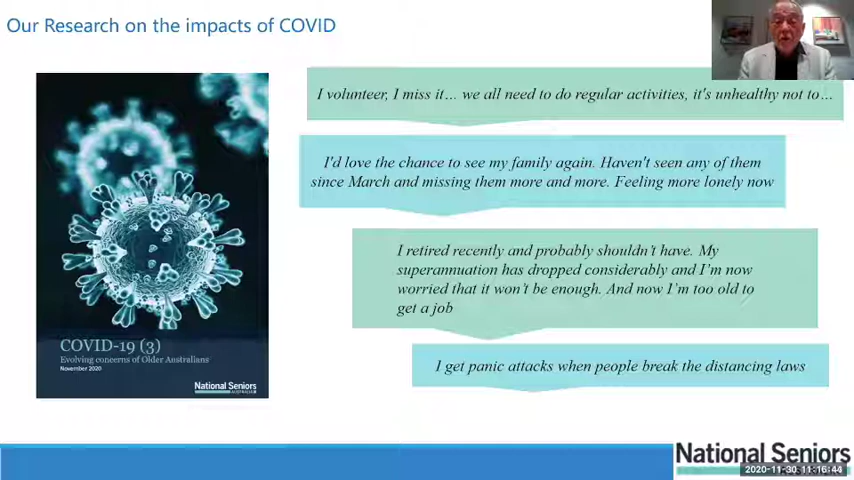 Our Research on the impacts of COVID
I volunteer, I miss it… we all need to do regular activities, it's unhealthy not to…
I'd love the chance to see my family again. Haven't seen any of them
since March and missing them more and more. Feeling more lonely now
I retired recently and probably shouldn't have. My
superannuation has dropped considerably and I'm now
worried that it won't be enough. And now I'm too old to
get a job
I get panic attacks when people break the distancing laws
COVID-19 (3)
Evolving concerns of Older Australians
November 2020
National Seniors
AUSTRALIA
National Seniors
2020-11-30 11:16:44